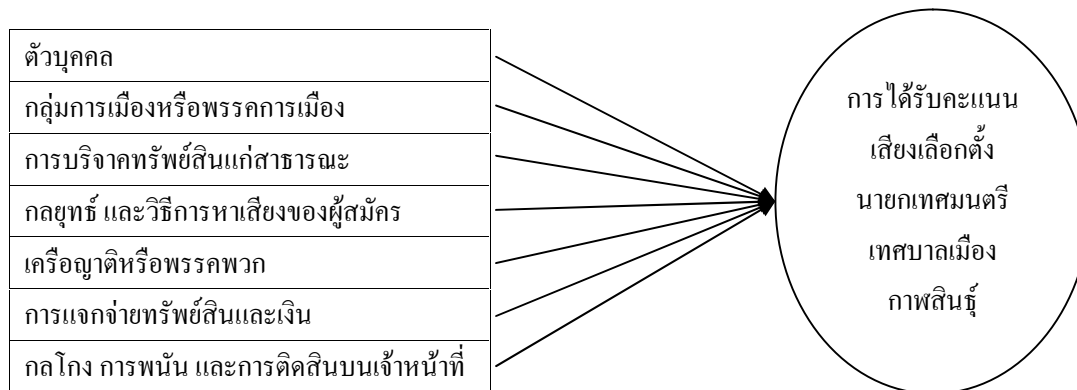 ตัวบุคคล
กลุ่มการเมืองหรือพรรคการเมือง
การบริจาคทรัพย์สินแก่สาธารณะ
กลยุทธ์ และวิธีการหาเสียงของผู้สมัคร
เครือญาติหรือพรรคพวก
การแจกจ่ายทรัพย์สินและเงิน
กลโกง การพนัน และการติดสินบนเจ้าหน้าที่
การได้รับคะแนน
เสียงเลือกตั้ง
นายกเทศมนตรี
เทศบาลเมือง
กาฬสินธุ์